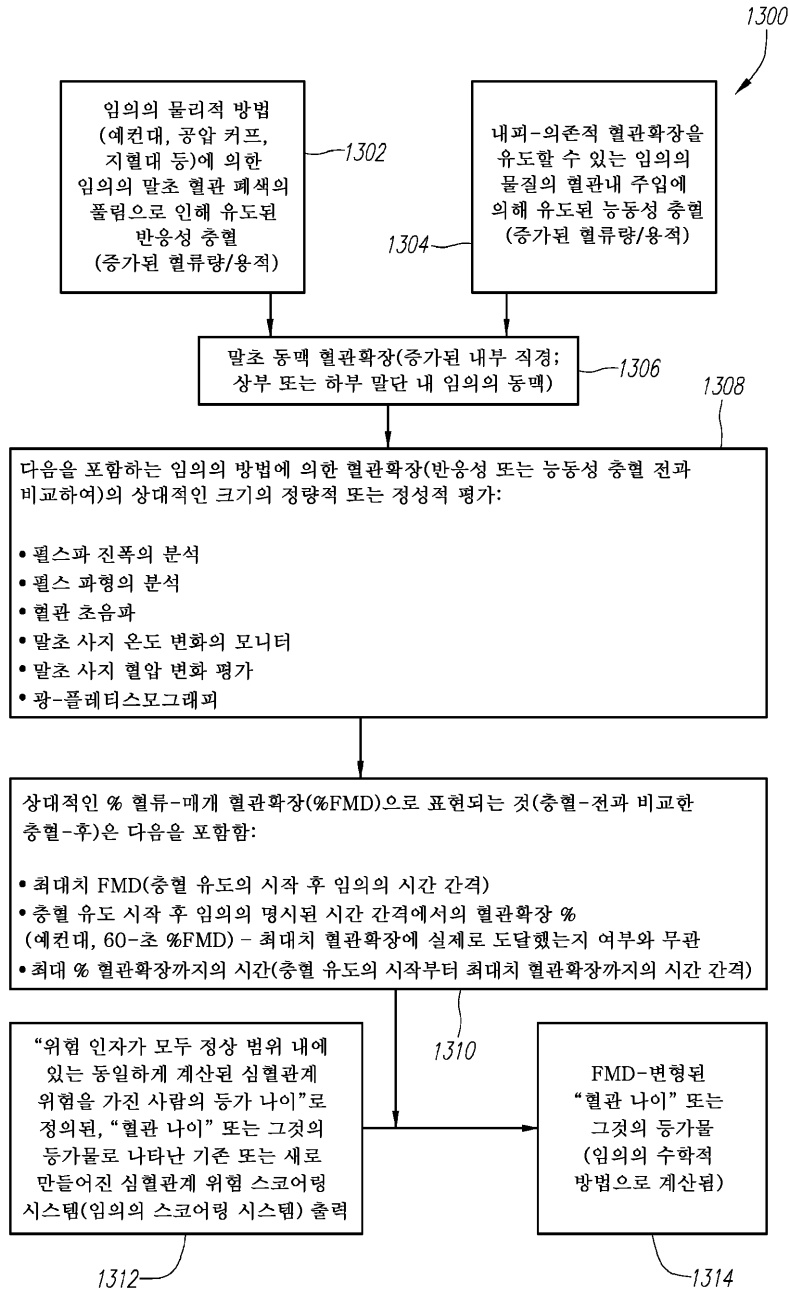 1300
임의의 물리적 방법
(예컨대, 공압 커프,
지혈대 등)에 의한
임의의 말초 혈관 폐색의
풀림으로 인해 유도된
반응성 충혈
(증가된 혈류량/용적)
1302
내피-의존적 혈관확장을
유도할 수 있는 임의의
물질의 혈관내 주입에
의해 유도된 능동성 충혈
(증가된 혈류량/용적)
1304
말초 동맥 혈관확장(증가된 내부 직경;
상부 또는 하부 말단 내 임의의 동맥)
1306
1308
다음을 포함하는 임의의 방법에 의한 혈관확장(반응성 또는 능동성 충혈 전과
비교하여)의 상대적인 크기의 정량적 또는 정성적 평가:
• 펄스파 진폭의 분석
• 펄스 파형의 분석
• 혈관 초음파
• 말초 사지 온도 변화의 모니터
• 말초 사지 혈압 변화 평가
• 광-플레티스모그래피
상대적인 % 혈류-매개 혈관확장(%FMD)으로 표현되는 것(충혈-전과 비교한
충혈-후)은 다음을 포함함:
• 최대치 FMD(충혈 유도의 시작 후 임의의 시간 간격)
• 충혈 유도 시작 후 임의의 명시된 시간 간격에서의 혈관확장 %
(예컨대, 60-초 %FMD) - 최대치 혈관확장에 실제로 도달했는지 여부와 무관
• 최대 % 혈관확장까지의 시간(충혈 유도의 시작부터 최대치 혈관확장까지의 시간 간격)
1310
“위험 인자가 모두 정상 범위 내에
있는 동일하게 계산된 심혈관계
위험을 가진 사람의 등가 나이”로
정의된, “혈관 나이” 또는 그것의
등가물로 나타난 기존 또는 새로
만들어진 심혈관계 위험 스코어링
시스템(임의의 스코어링 시스템) 출력
1312
FMD-변형된
“혈관 나이” 또는
그것의 등가물
(임의의 수학적
방법으로 계산됨)
1314